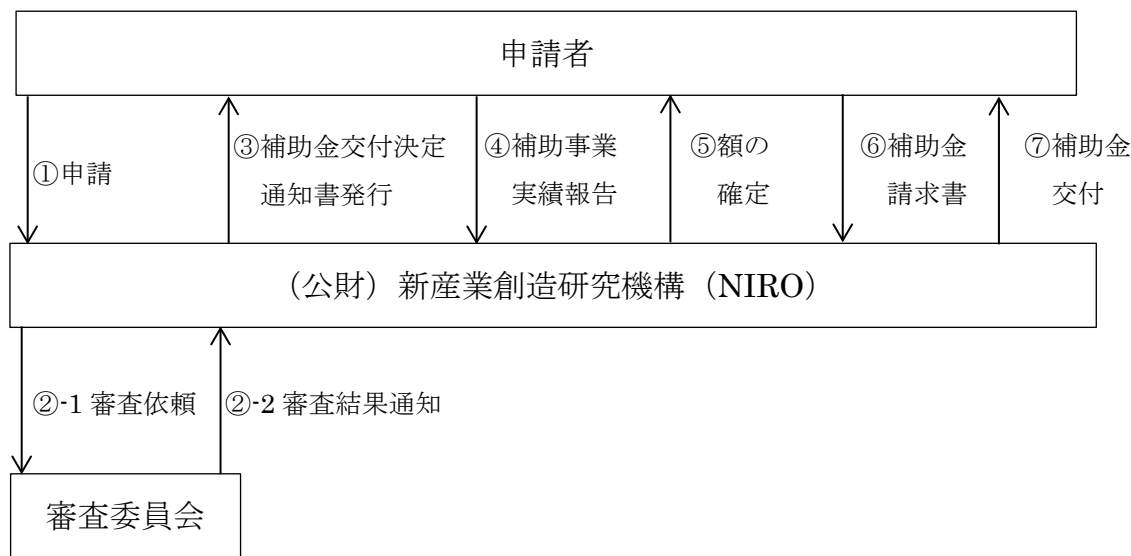 申請者
①申請
③補助金交付決定
通知書発行
④補助事業
実績報告
⑤額の
確定
⑥補助金
請求書
⑦補助金
交付
（公財）新産業創造研究機構（NIRO）
②-1 審査依頼
②-2 審査結果通知
審査委員会